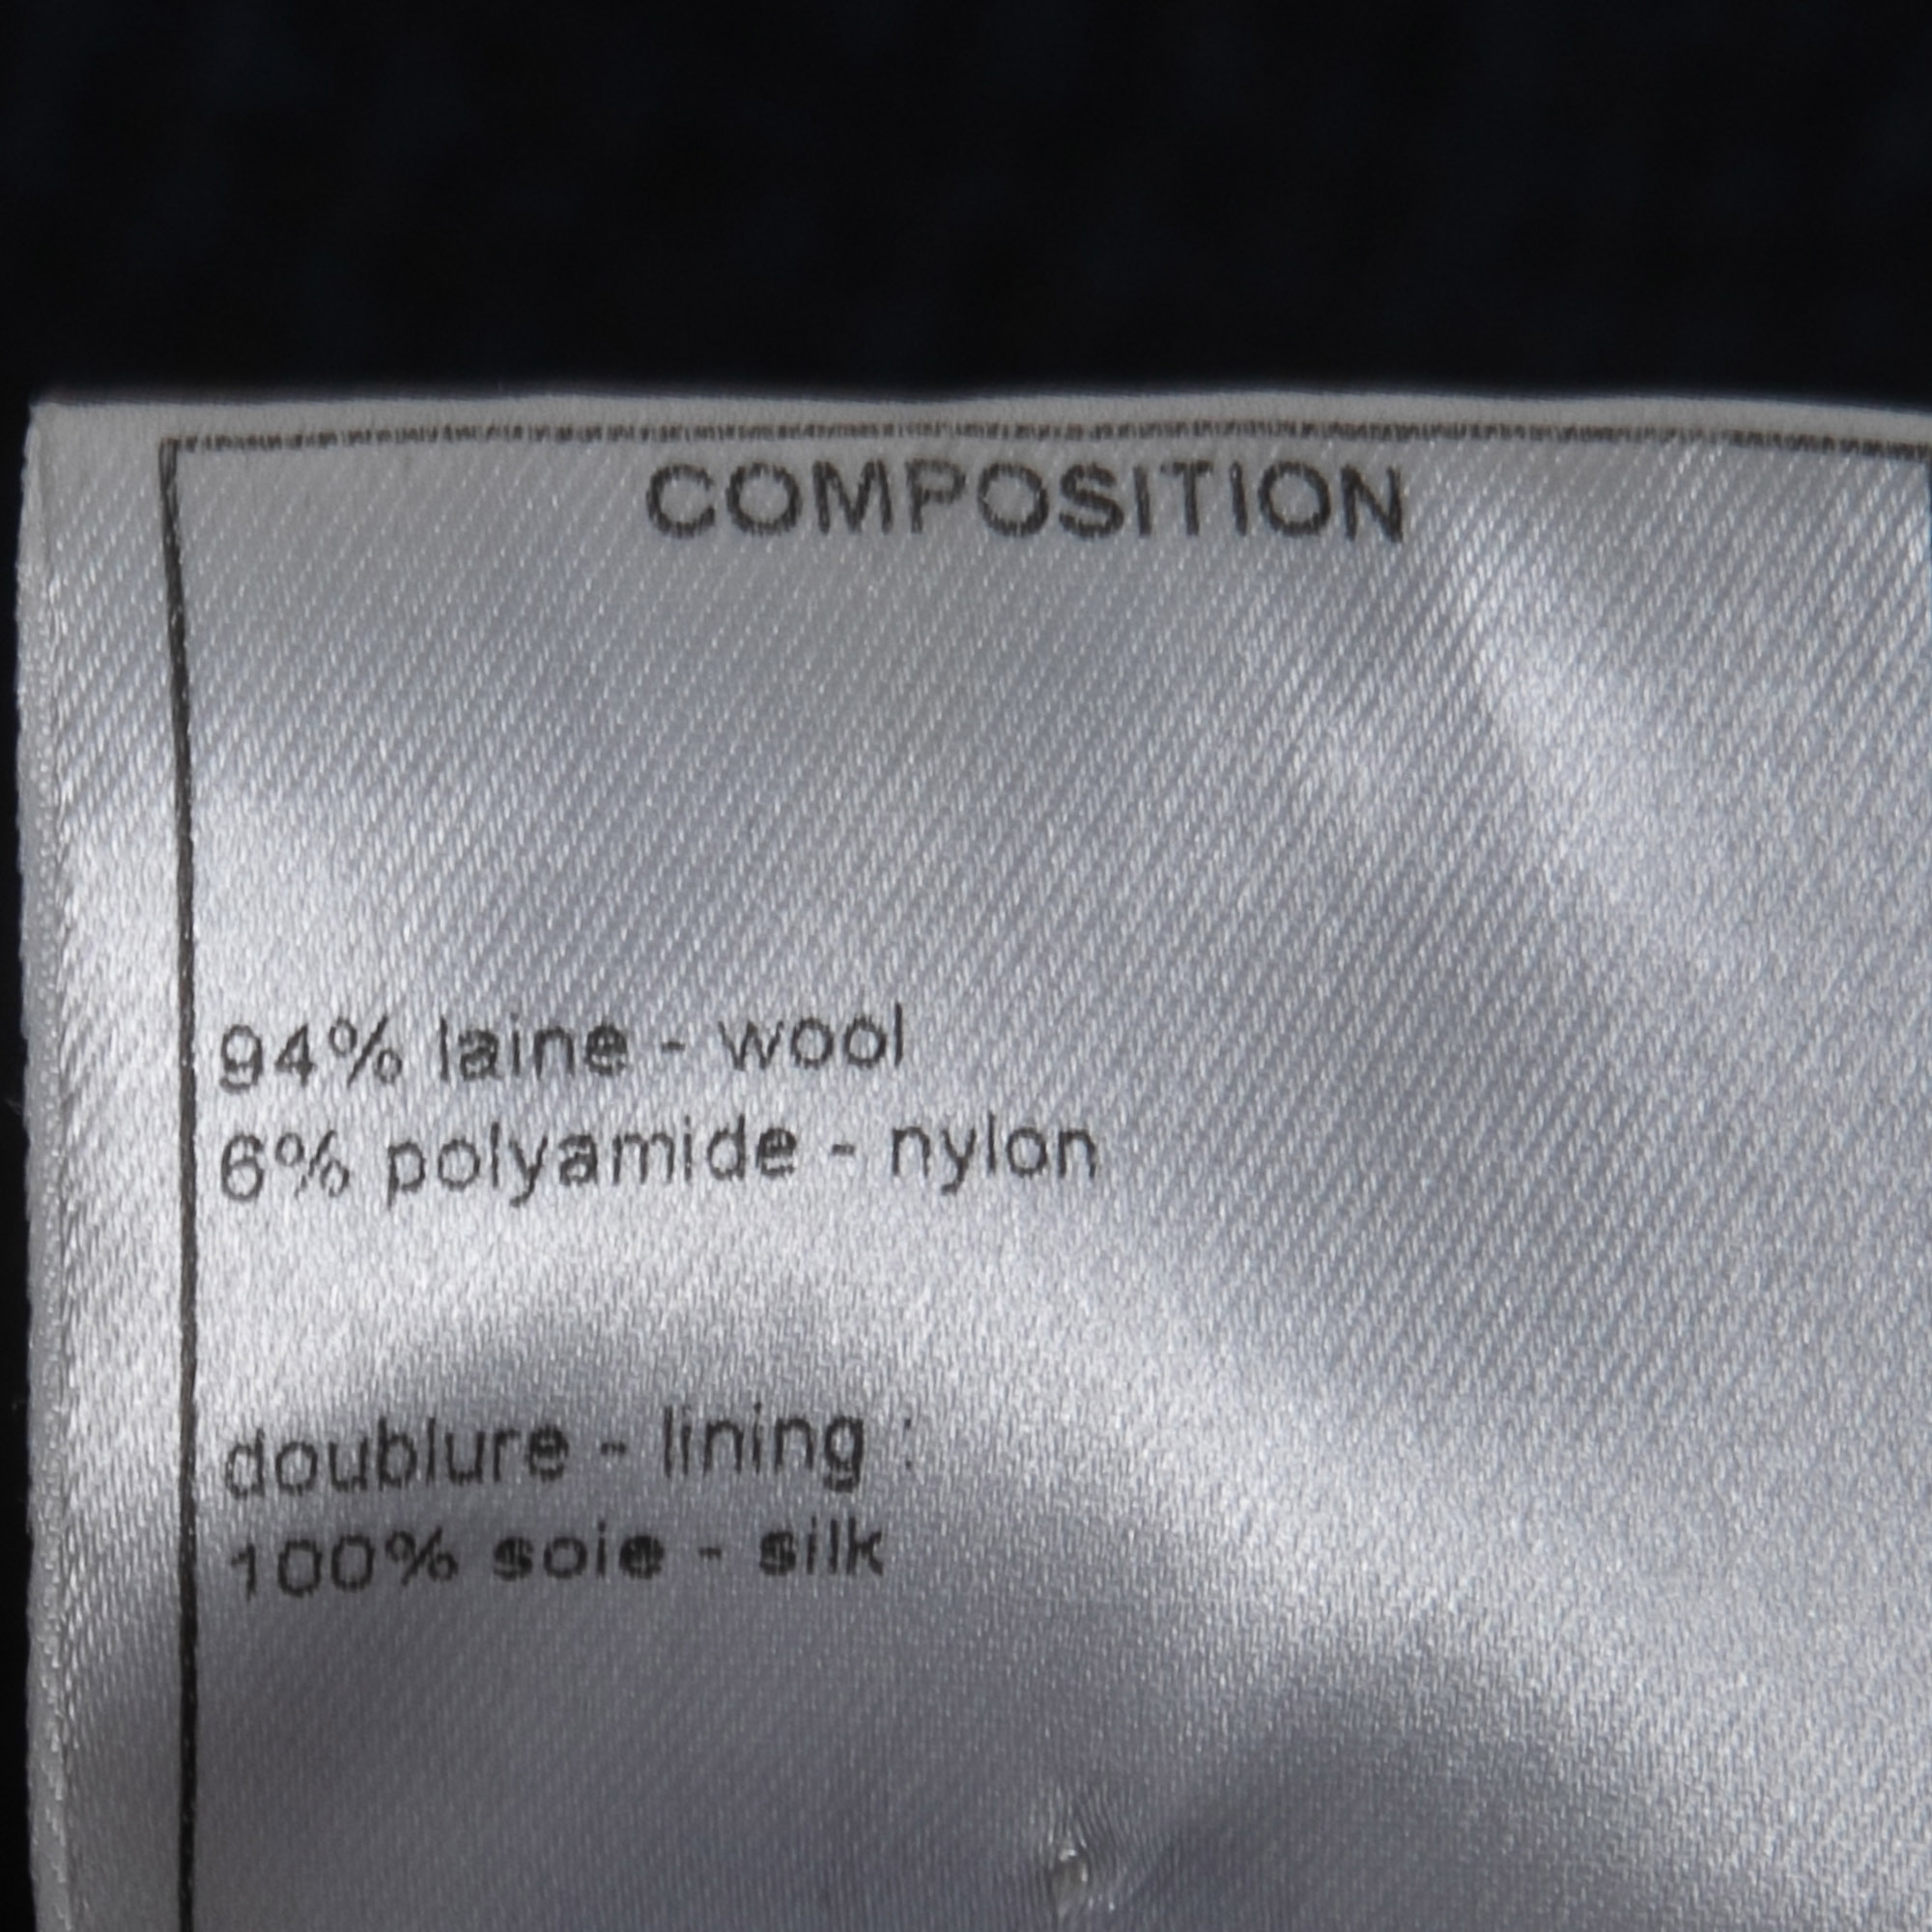 COMPOSITION
94% laine - wool
6% polyamide - nylon
doublure - lining :
100% soie - silk